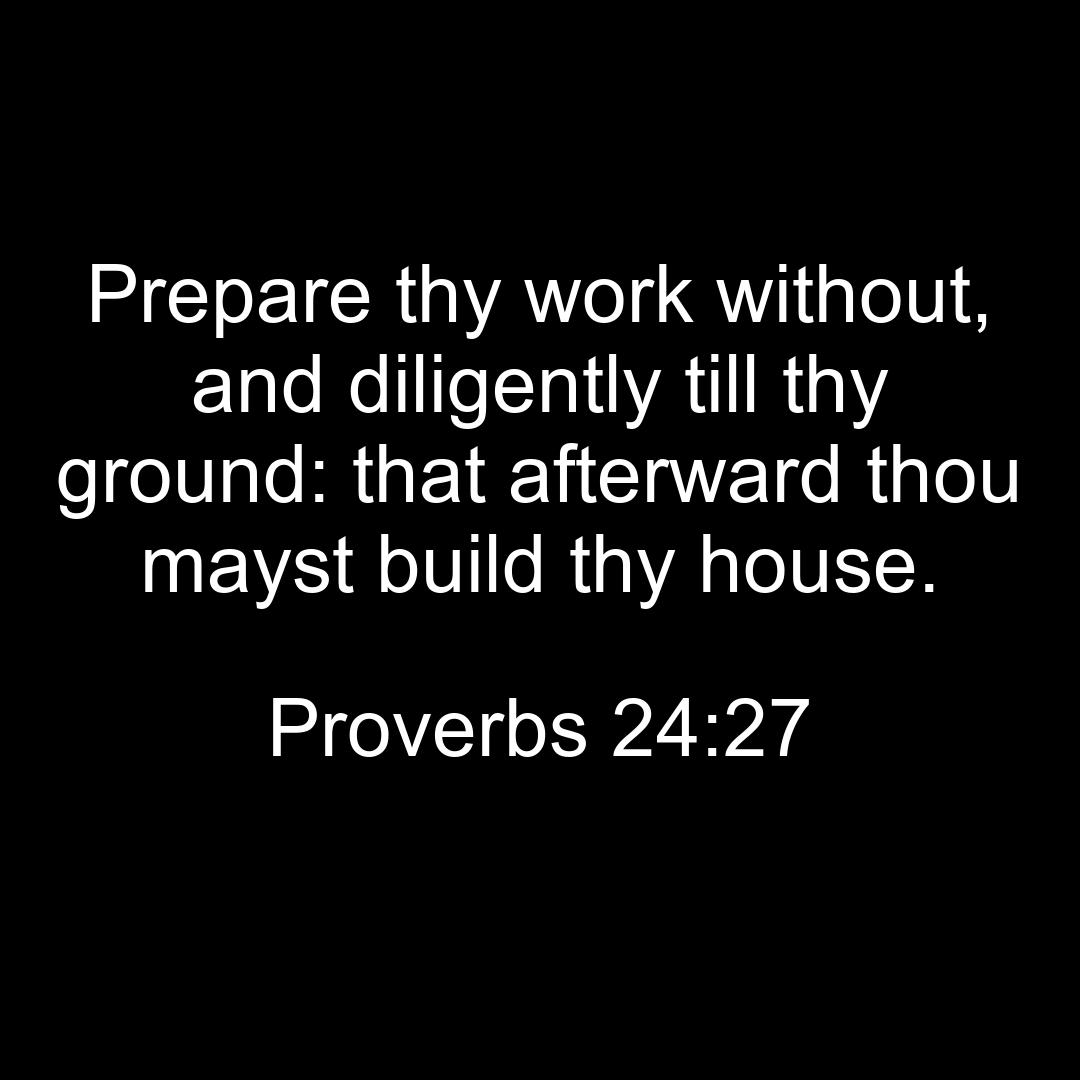 Prepare thy work without,
and diligently till thy
ground: that afterward thou
mayst build thy house.
Proverbs 24:27